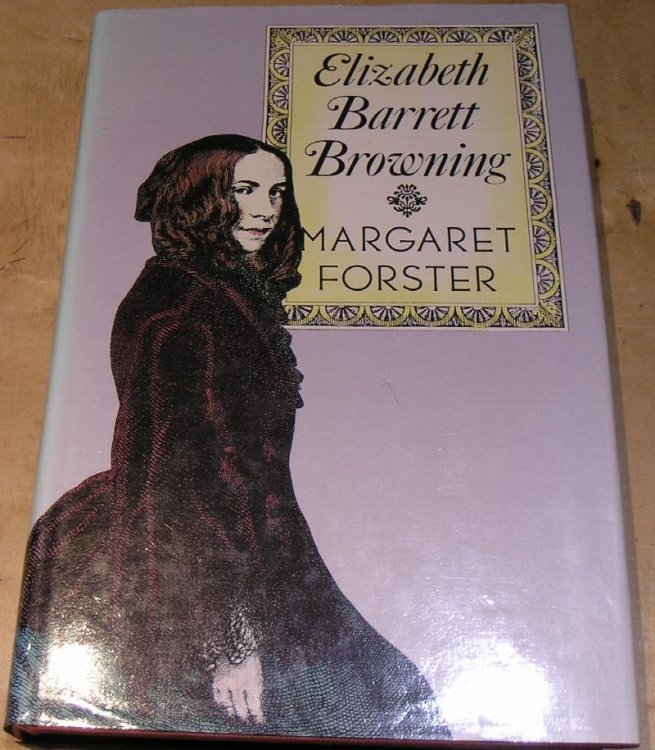 Elizabeth
Barrett
Browning
MARGARET
FORSTER